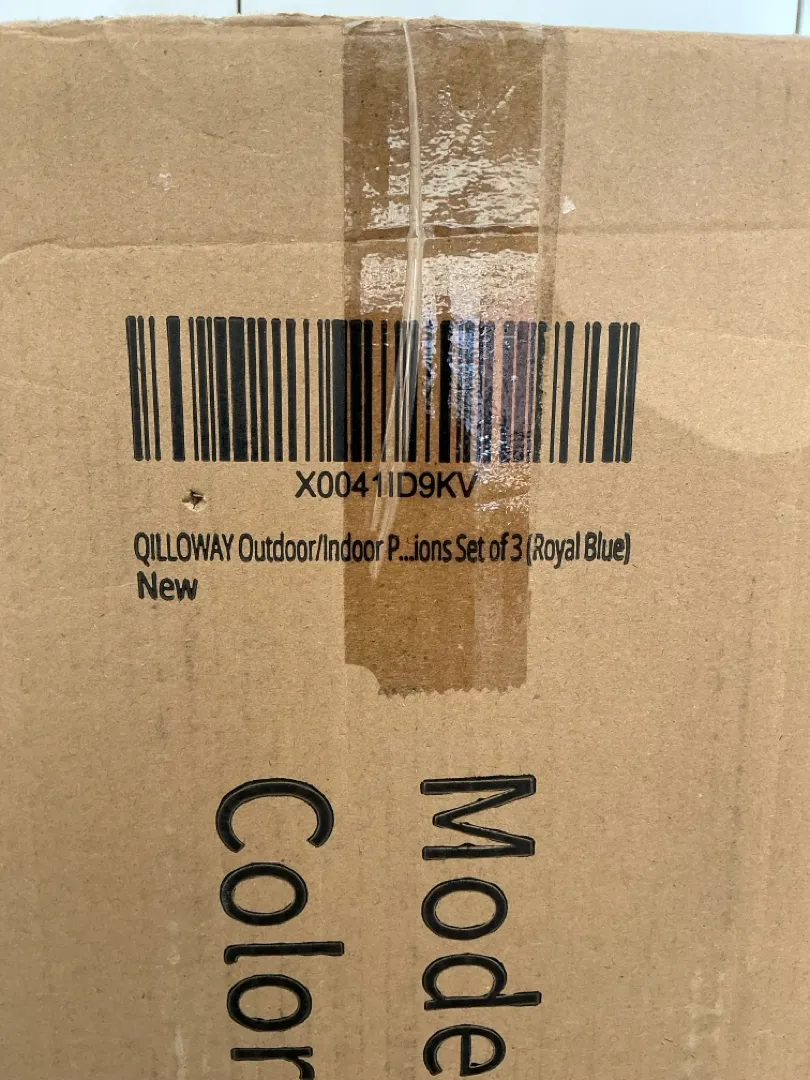 X0041ID9KV
QILLOWAY Outdoor/Indoor P...ions Set of 3 (Royal Blue)
New
Mode
Color